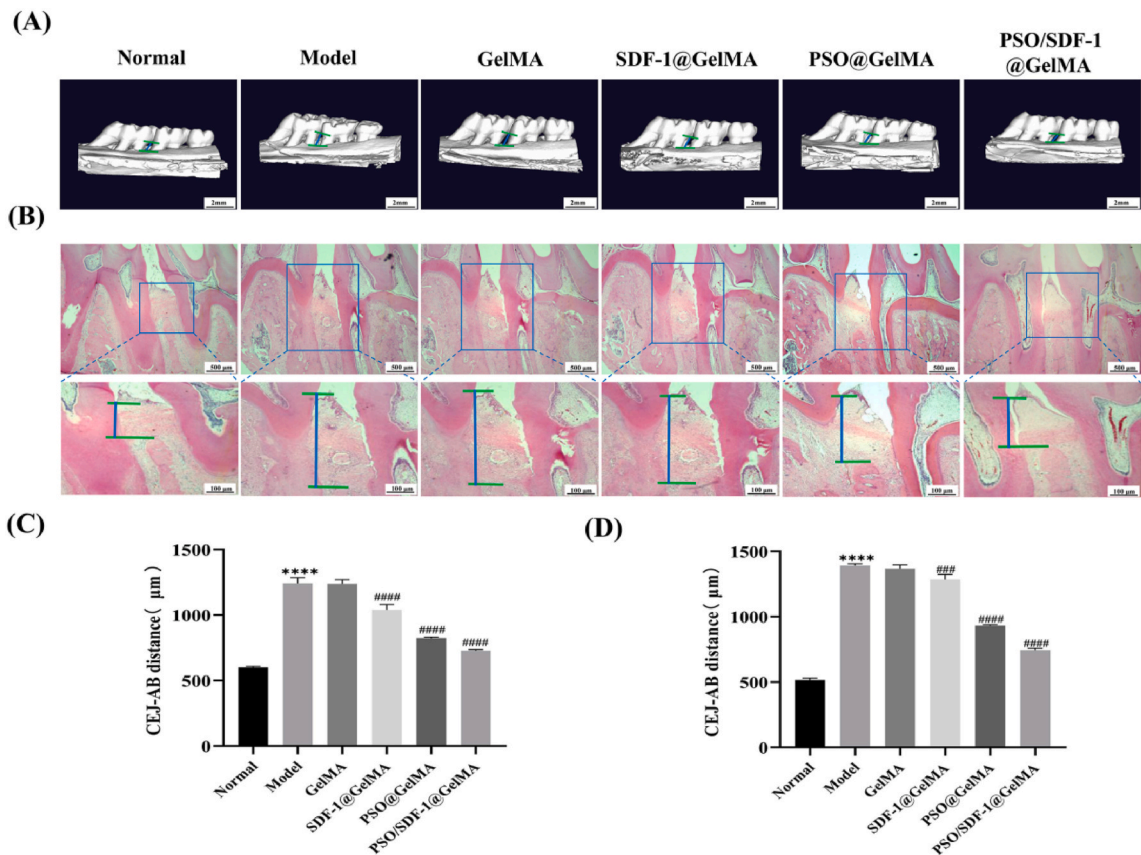 (A)
Normal
Model
GelMA
SDF-1@GelMA
PSO@GelMA
PSO/SDF-1
@GelMA
2mm
2mm
2mm
2mm
2mm
2mm
(B)
500 μm
500 μm
500 μm
500 μm
500 μm
500 μm
100 μm
100 μm
100 μm
100 μm
100 μm
100 μm
(C)
CEJ-AB distance( μm )
1500
1000
500
0
****
####
####
####
Normal
Model
GelMA
SDF-1@GelMA
PSO@GelMA
PSO/SDF-1@GelMA
(D)
CEJ-AB distance( μm )
1500
1000
500
0
****
###
####
####
Normal
Model
GelMA
SDF-1@GelMA
PSO@GelMA
PSO/SDF-1@GelMA